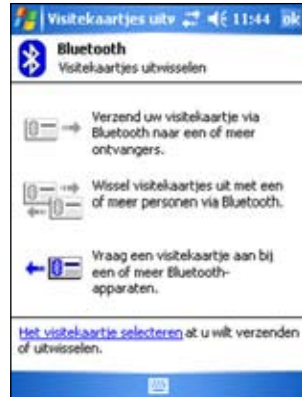 Visitekaartjes uitv 11:44 ok
Bluetooth
Visitekaartjes uitwisselen
Verzend uw visitekaartje via
Bluetooth naar een of meer
ontvangers.
Wissel visitekaartjes uit met een
of meer personen via Bluetooth.
Vraag een visitekaartje aan bij
een of meer Bluetooth-
apparaten.
Het visitekaartje selecteren at u wilt verzenden
of uitwisselen.